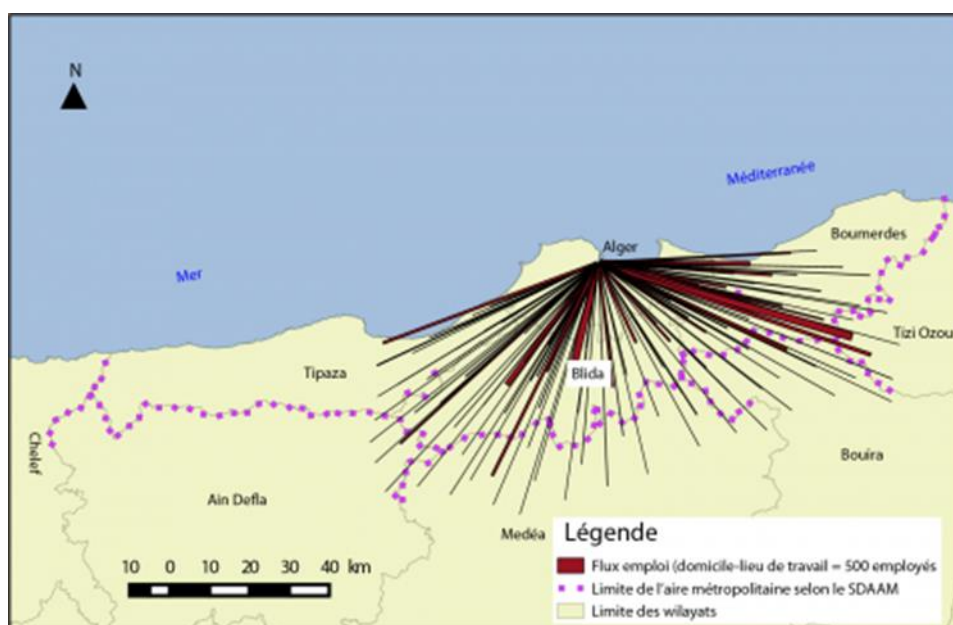 N
Méditerranée
Boumerdes
Alger
Mer
Tizi Ozou
Tipaza
Blida
Chelef
Bouira
Ain Defla
Medéa
10 0 10 20 30 40 km
Légende
Flux emploi (domicile-lieu de travail = 500 employés
Limite de l'aire métropolitaine selon le SDAAM
Limite des wilayats